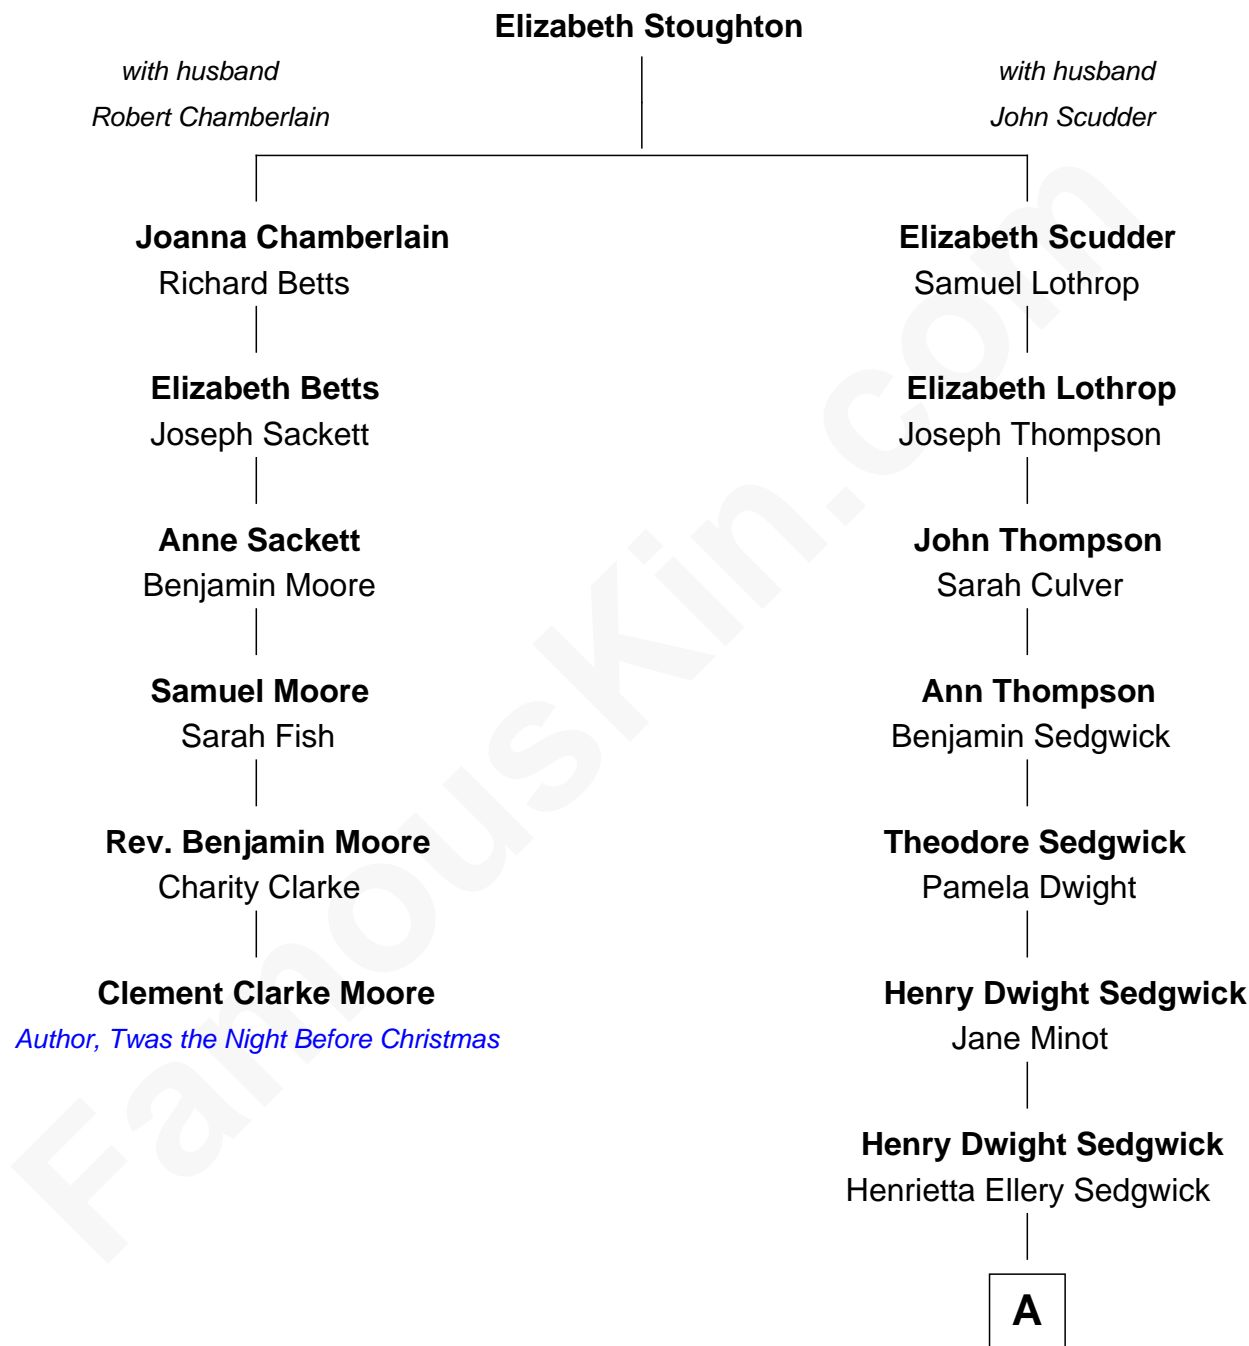 Elizabeth Stoughton
with husband
Robert Chamberlain
with husband
John Scudder
Joanna Chamberlain
Richard Betts
Elizabeth Betts
Joseph Sackett
Anne Sackett
Benjamin Moore
Samuel Moore
Sarah Fish
Rev. Benjamin Moore
Charity Clarke
Clement Clarke Moore
Author, Twas the Night Before Christmas
Elizabeth Scudder
Samuel Lothrop
Elizabeth Lothrop
Joseph Thompson
John Thompson
Sarah Culver
Ann Thompson
Benjamin Sedgwick
Theodore Sedgwick
Pamela Dwight
Henry Dwight Sedgwick
Jane Minot
Henry Dwight Sedgwick
Henrietta Ellery Sedgwick
A
FamousKin.com